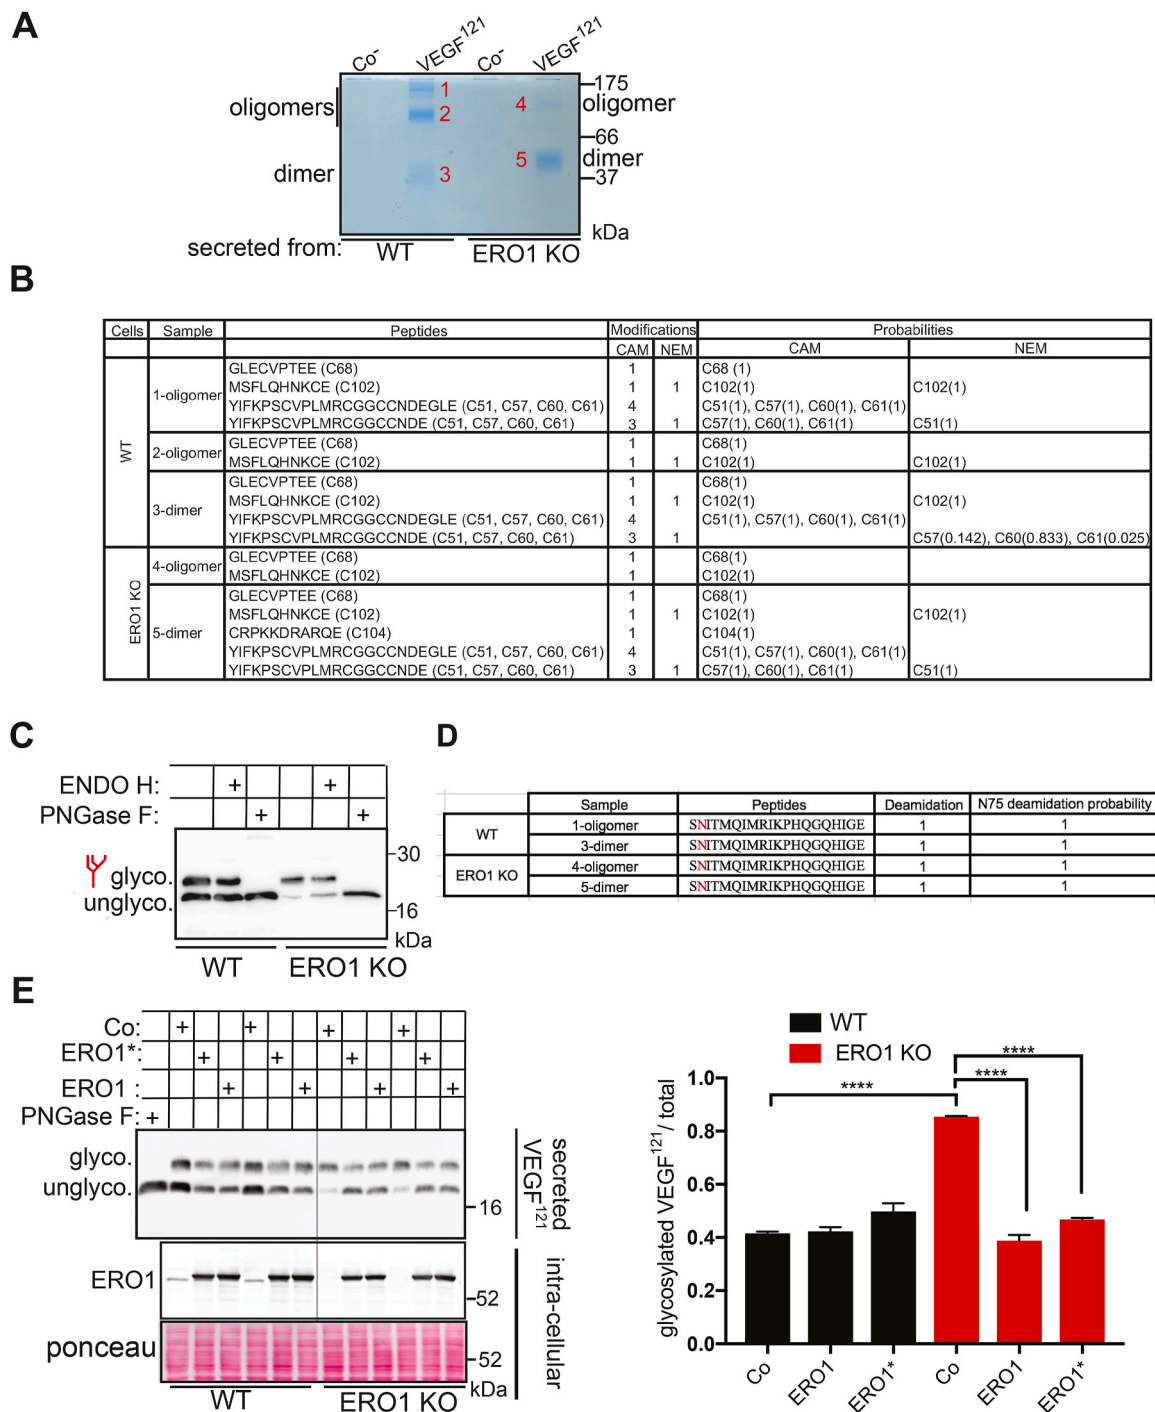 A
Co⁻ VEGF¹²¹ Co⁻ VEGF¹²¹
175
oligomers 1 4 oligomer
2
66
5 dimer
dimer 3 37
kDa
secreted from: WT ERO1 KO
B
Cells Sample Peptides Modifications Probabilities
CAM NEM CAM NEM
WT
1-oligomer
GLECVPTEE (C68) 1 C68 (1)
MSFLQHNKCE (C102) 1 1 C102(1) C102(1)
YIFKPSCVPLMRCGGCCNDEGLE (C51, C57, C60, C61) 4 C51(1), C57(1), C60(1), C61(1)
YIFKPSCVPLMRCGGCCNDE (C51, C57, C60, C61) 3 1 C57(1), C60(1), C61(1) C51(1)
2-oligomer
GLECVPTEE (C68) 1 C68(1)
MSFLQHNKCE (C102) 1 1 C102(1) C102(1)
3-dimer
GLECVPTEE (C68) 1 C68(1)
MSFLQHNKCE (C102) 1 1 C102(1) C102(1)
YIFKPSCVPLMRCGGCCNDEGLE (C51, C57, C60, C61) 4 C51(1), C57(1), C60(1), C61(1)
YIFKPSCVPLMRCGGCCNDE (C51, C57, C60, C61) 3 1 C57(0.142), C60(0.833), C61(0.025)
ERO1 KO
4-oligomer
GLECVPTEE (C68) 1 C68(1)
MSFLQHNKCE (C102) 1 C102(1)
5-dimer
GLECVPTEE (C68) 1 C68(1)
MSFLQHNKCE (C102) 1 1 C102(1) C102(1)
CRPKKDRARQE (C104) 1 C104(1)
YIFKPSCVPLMRCGGCCNDEGLE (C51, C57, C60, C61) 4 C51(1), C57(1), C60(1), C61(1)
YIFKPSCVPLMRCGGCCNDE (C51, C57, C60, C61) 3 1 C57(1), C60(1), C61(1) C51(1)
C
ENDO H: + +
PNGase F: + +
30
glyco.
unglyco.
16
kDa
WT ERO1 KO
D
Sample Peptides Deamidation N75 deamidation probability
WT
1-oligomer SNITMQIMRIKPHQGQHIGE 1 1
3-dimer SNITMQIMRIKPHQGQHIGE 1 1
ERO1 KO
4-oligomer SNITMQIMRIKPHQGQHIGE 1 1
5-dimer SNITMQIMRIKPHQGQHIGE 1 1
E
Co: + + + +
ERO1*: + + + +
ERO1 : + + + +
PNGase F: +
glyco.
unglyco.
16
secreted
VEGF¹²¹
ERO1
52
ponceau
52
kDa
intra-cellular
WT ERO1 KO
WT
ERO1 KO
****
****
****
glycosylated VEGF¹²¹/ total
1.0
0.8
0.6
0.4
0.2
0.0
Co ERO1 ERO1* Co ERO1 ERO1*